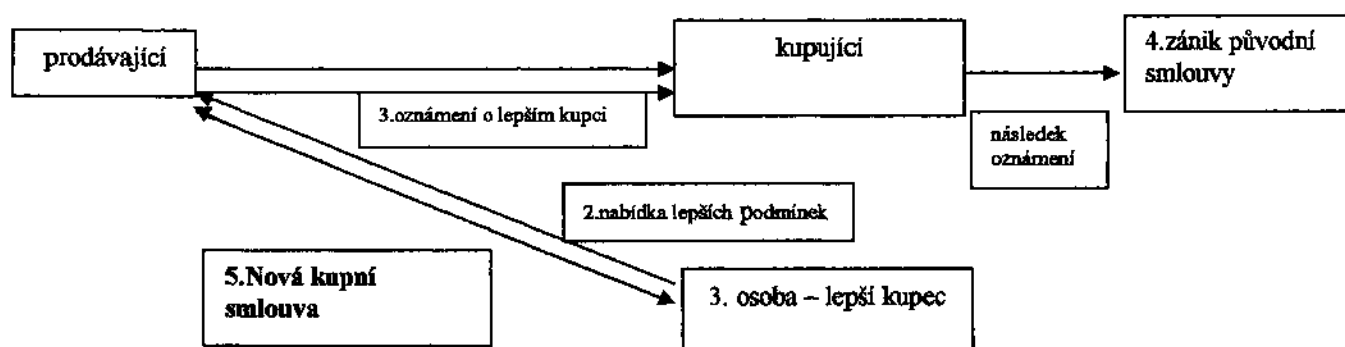 prodávající
kupující
4.zánik původní
smlouvy
3.oznámení o lepším kupci
následek
oznámení
2.nabídka lepších podmínek
5.Nová kupní
smlouva
3. osoba – lepší kupec